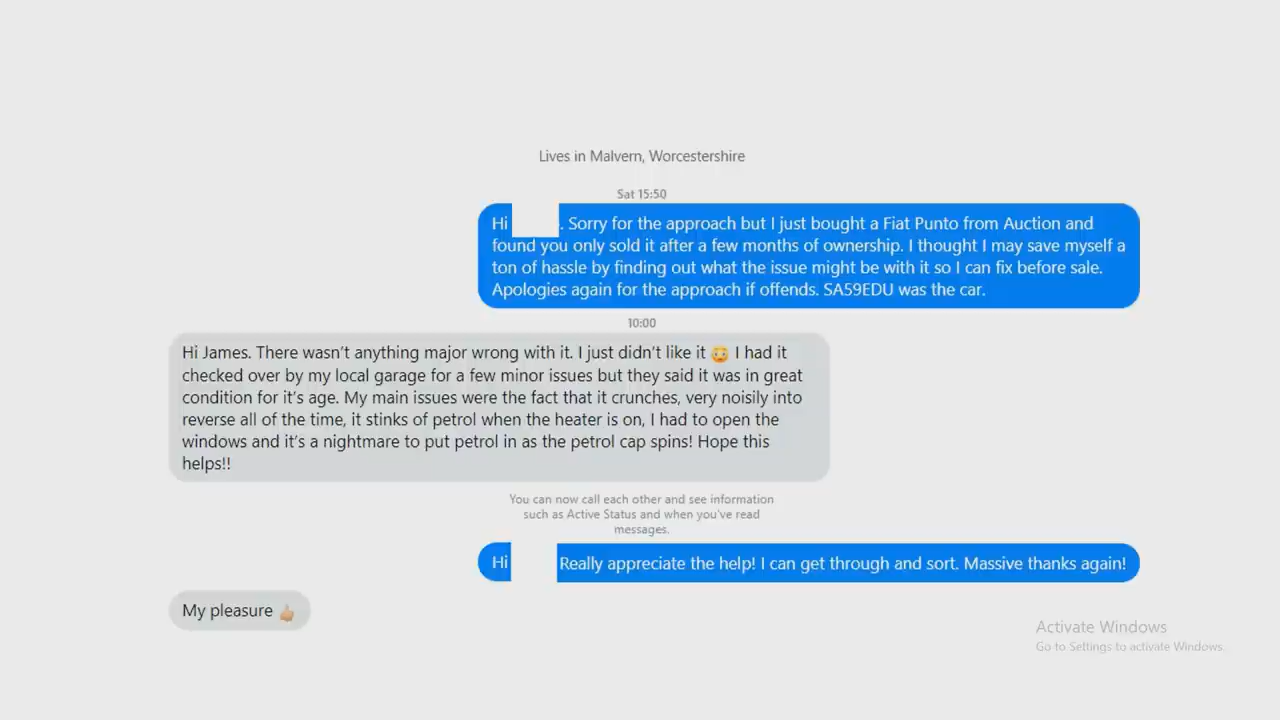 Lives in Malvern, Worcestershire
Sat 15:50
Hi . Sorry for the approach but I just bought a Fiat Punto from Auction and
found you only sold it after a few months of ownership. I thought I may save myself a
ton of hassle by finding out what the issue might be with it so I can fix before sale.
Apologies again for the approach if offends. SA59EDU was the car.
10:00
Hi James. There wasn't anything major wrong with it. I just didn't like it 😳 I had it
checked over by my local garage for a few minor issues but they said it was in great
condition for it's age. My main issues were the fact that it crunches, very noisily into
reverse all of the time, it stinks of petrol when the heater is on, I had to open the
windows and it's a nightmare to put petrol in as the petrol cap spins! Hope this
helps!!
You can now call each other and see information
such as Active Status and when you've read
messages.
Hi Really appreciate the help! I can get through and sort. Massive thanks again!
My pleasure 👍🏼
Activate Windows
Go to Settings to activate Windows.